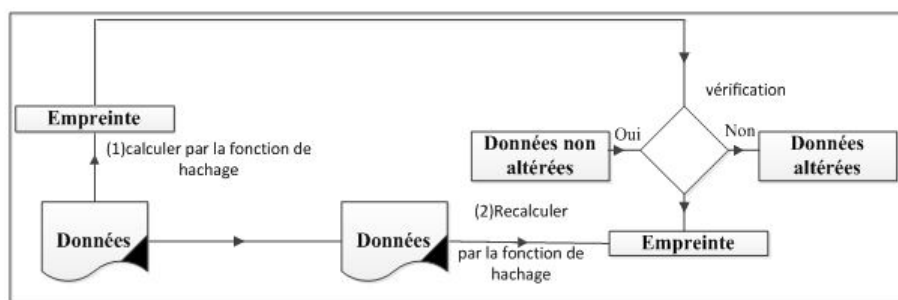 vérification
Empreinte
(1)calculer par la fonction de
hachage
Oui
Non
Données non
altérées
Données
altérées
Données
Données
(2)Recalculer
par la fonction de
hachage
Empreinte